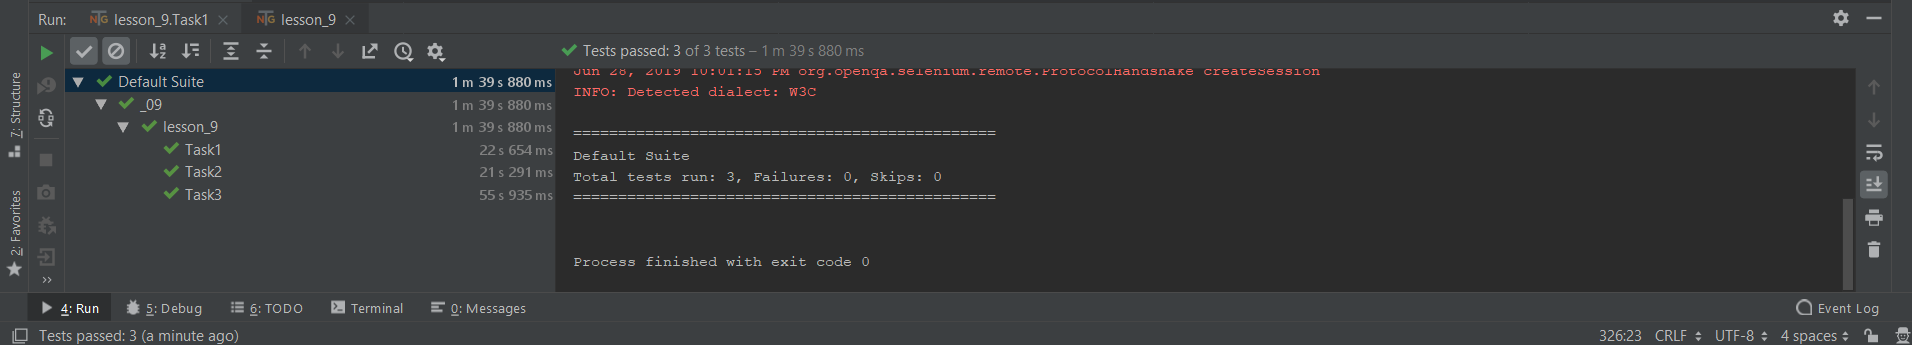 Run: lesson_9.Task1 lesson_9
Tests passed: 3 of 3 tests – 1 m 39 s 880 ms
Default Suite 1 m 39 s 880 ms
_09 1 m 39 s 880 ms
lesson_9 1 m 39 s 880 ms
Task1 22 s 654 ms
Task2 21 s 291 ms
Task3 55 s 935 ms
Jun 28, 2019 10:01:15 PM org.openqa.selenium.remote.ProtocolHandshake createSession
INFO: Detected dialect: W3C
===============================================
Default Suite
Total tests run: 3, Failures: 0, Skips: 0
===============================================
Process finished with exit code 0
7: Structure
2: Favorites
4: Run 5: Debug 6: TODO Terminal 0: Messages Event Log
Tests passed: 3 (a minute ago) 326:23 CRLF UTF-8 4 spaces